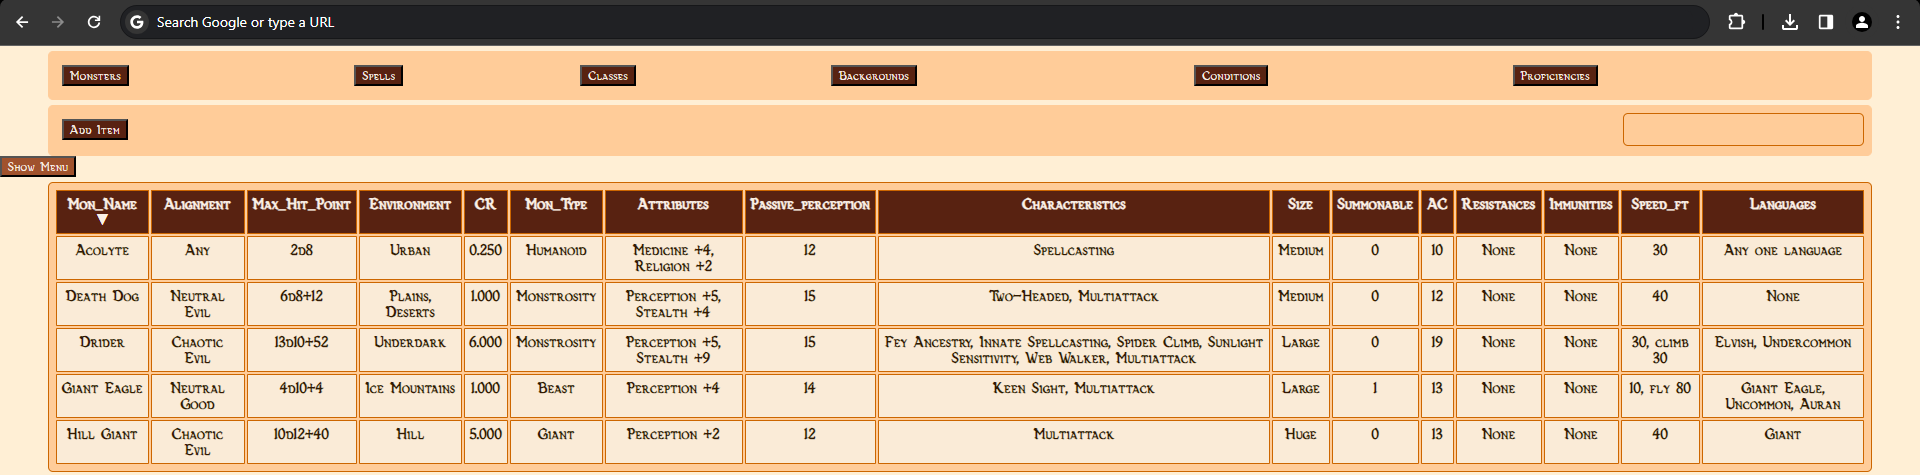 Search Google or type a URL
Monsters Spells Classes Backgrounds Conditions Proficiencies
Add Item
Show Menu
Mon_Name ▼ Alignment Max_Hit_Point Environment CR Mon_Type Attributes Passive_perception Characteristics Size Summonable AC Resistances Immunities Speed_ft Languages
Acolyte Any 2d8 Urban 0.250 Humanoid Medicine +4, Religion +2 12 Spellcasting Medium 0 10 None None 30 Any one language
Death Dog Neutral Evil 6d8+12 Plains, Deserts 1.000 Monstrosity Perception +5, Stealth +4 15 Two-Headed, Multiattack Medium 0 12 None None 40 None
Drider Chaotic Evil 13d10+52 Underdark 6.000 Monstrosity Perception +5, Stealth +9 15 Fey Ancestry, Innate Spellcasting, Spider Climb, Sunlight Sensitivity, Web Walker, Multiattack Large 0 19 None None 30, climb 30 Elvish, Undercommon
Giant Eagle Neutral Good 4d10+4 Ice Mountains 1.000 Beast Perception +4 14 Keen Sight, Multiattack Large 1 13 None None 10, fly 80 Giant Eagle, Uncommon, Auran
Hill Giant Chaotic Evil 10d12+40 Hill 5.000 Giant Perception +2 12 Multiattack Huge 0 13 None None 40 Giant